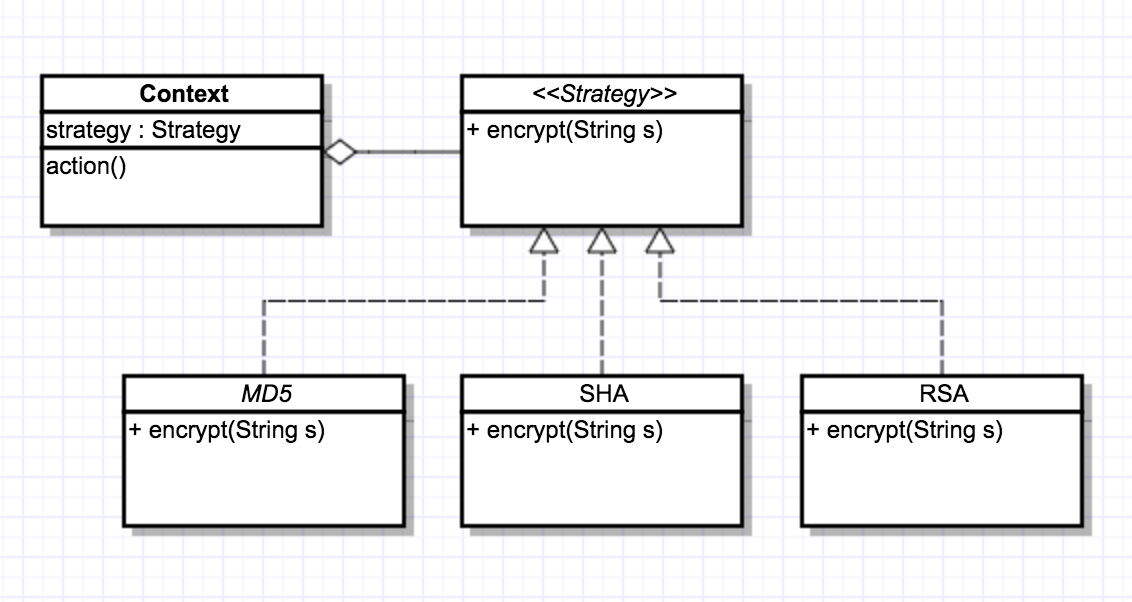 Context
strategy : Strategy
action()
<<Strategy>>
+ encrypt(String s)
MD5
+ encrypt(String s)
SHA
+ encrypt(String s)
RSA
+ encrypt(String s)